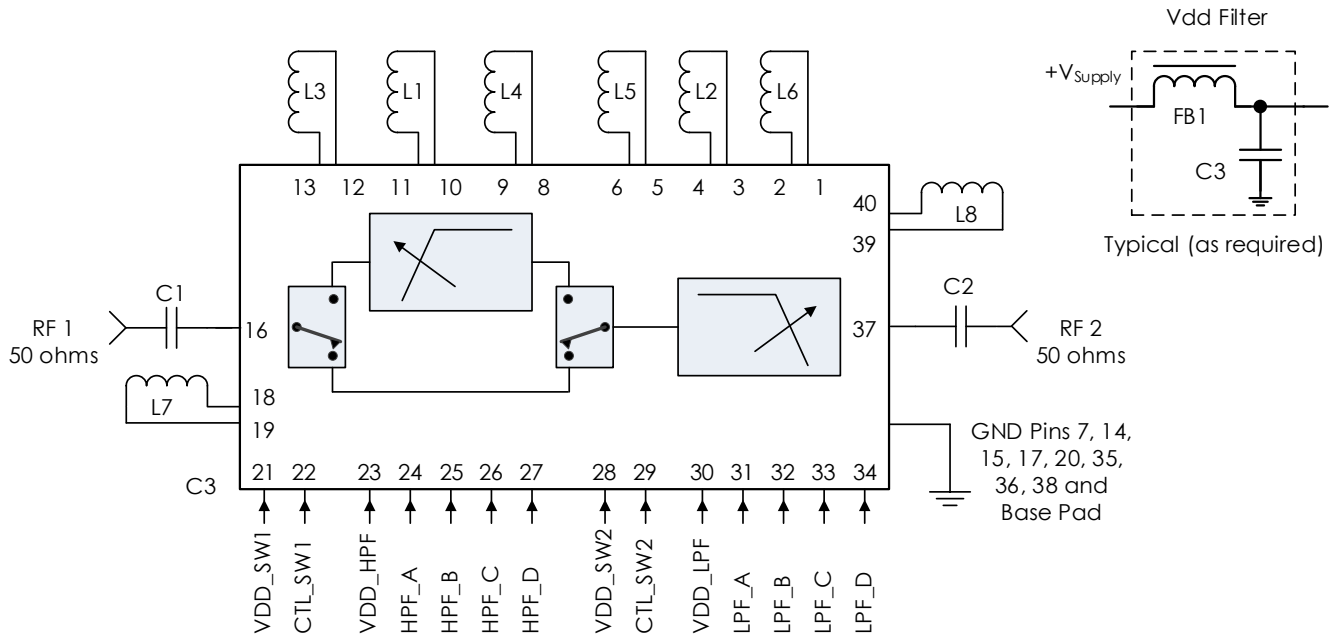 Vdd Filter
+VSupply
FB1
C3
Typical (as required)
L3
L1
L4
L5
L2
L6
13 12 11 10 9 8 6 5 4 3 2 1
40
39
L8
C1
RF 1
50 ohms
16
37
C2
RF 2
50 ohms
L7
18
19
GND Pins 7, 14,
15, 17, 20, 35,
36, 38 and
Base Pad
C3
21 22 23 24 25 26 27 28 29 30 31 32 33 34
VDD_SW1
CTL_SW1
VDD_HPF
HPF_A
HPF_B
HPF_C
HPF_D
VDD_SW2
CTL_SW2
VDD_LPF
LPF_A
LPF_B
LPF_C
LPF_D